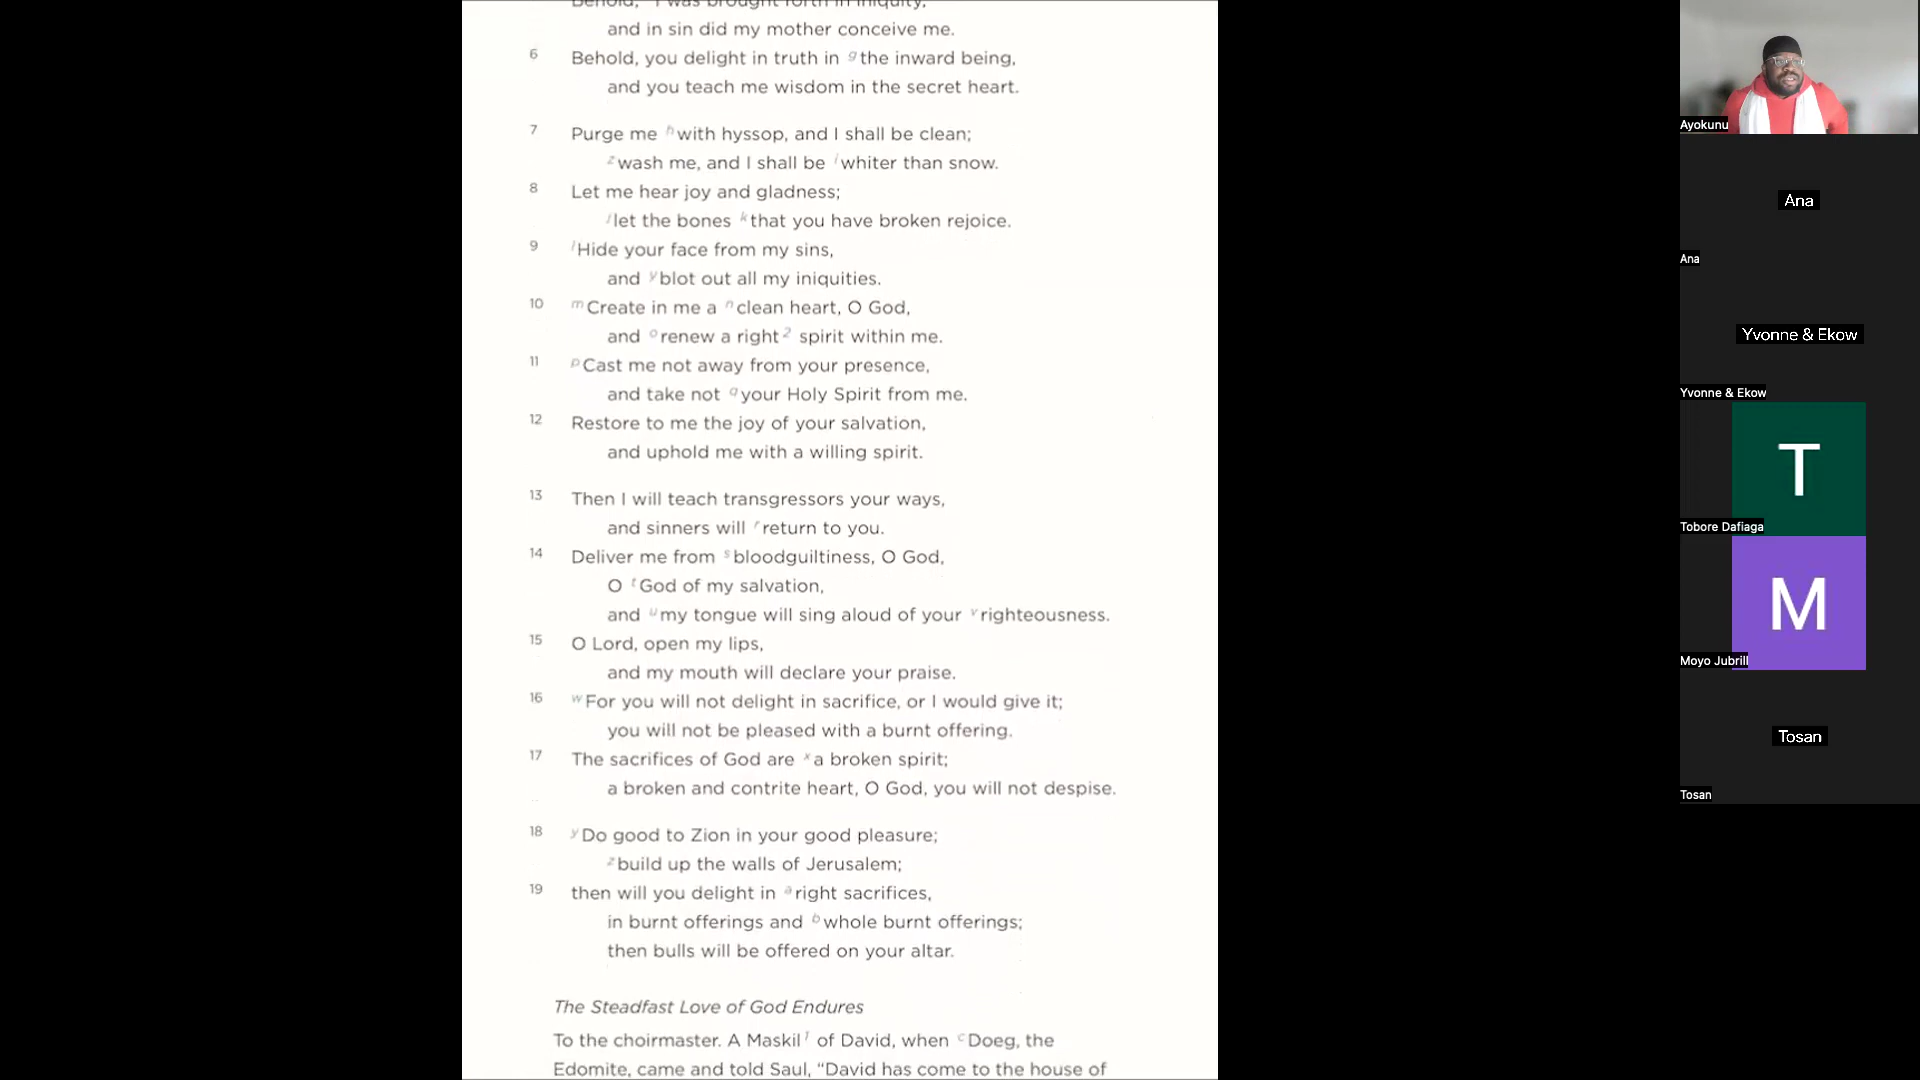 Behold, I was brought forth in iniquity,
and in sin did my mother conceive me.
6 Behold, you delight in truth in g the inward being,
and you teach me wisdom in the secret heart.
7 Purge me h with hyssop, and I shall be clean;
z wash me, and I shall be i whiter than snow.
8 Let me hear joy and gladness;
j let the bones k that you have broken rejoice.
9 l Hide your face from my sins,
and y blot out all my iniquities.
10 m Create in me a n clean heart, O God,
and o renew a right 2 spirit within me.
11 p Cast me not away from your presence,
and take not q your Holy Spirit from me.
12 Restore to me the joy of your salvation,
and uphold me with a willing spirit.
13 Then I will teach transgressors your ways,
and sinners will r return to you.
14 Deliver me from s bloodguiltiness, O God,
O t God of my salvation,
and u my tongue will sing aloud of your v righteousness.
15 O Lord, open my lips,
and my mouth will declare your praise.
16 w For you will not delight in sacrifice, or I would give it;
you will not be pleased with a burnt offering.
17 The sacrifices of God are x a broken spirit;
a broken and contrite heart, O God, you will not despise.
18 y Do good to Zion in your good pleasure;
z build up the walls of Jerusalem;
19 then will you delight in a right sacrifices,
in burnt offerings and b whole burnt offerings;
then bulls will be offered on your altar.
The Steadfast Love of God Endures
To the choirmaster. A Maskil 1 of David, when c Doeg, the
Edomite, came and told Saul, “David has come to the house of
Ayokunu
Ana
Ana
Yvonne & Ekow
Yvonne & Ekow
T
Tobore Dafiaga
M
Moyo Jubrill
Tosan
Tosan